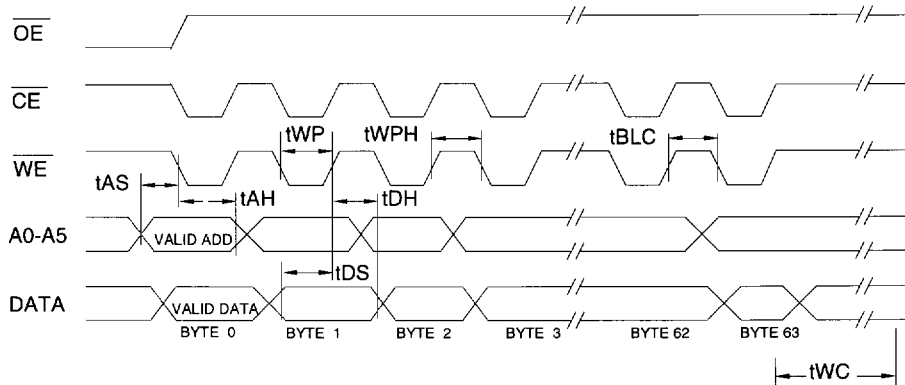 OE
CE
tWP
tWPH
tBLC
WE
tAS
tAH
tDH
A0-A5
VALID ADD
tDS
DATA
VALID DATA
BYTE 0
BYTE 1
BYTE 2
BYTE 3
BYTE 62
BYTE 63
tWC